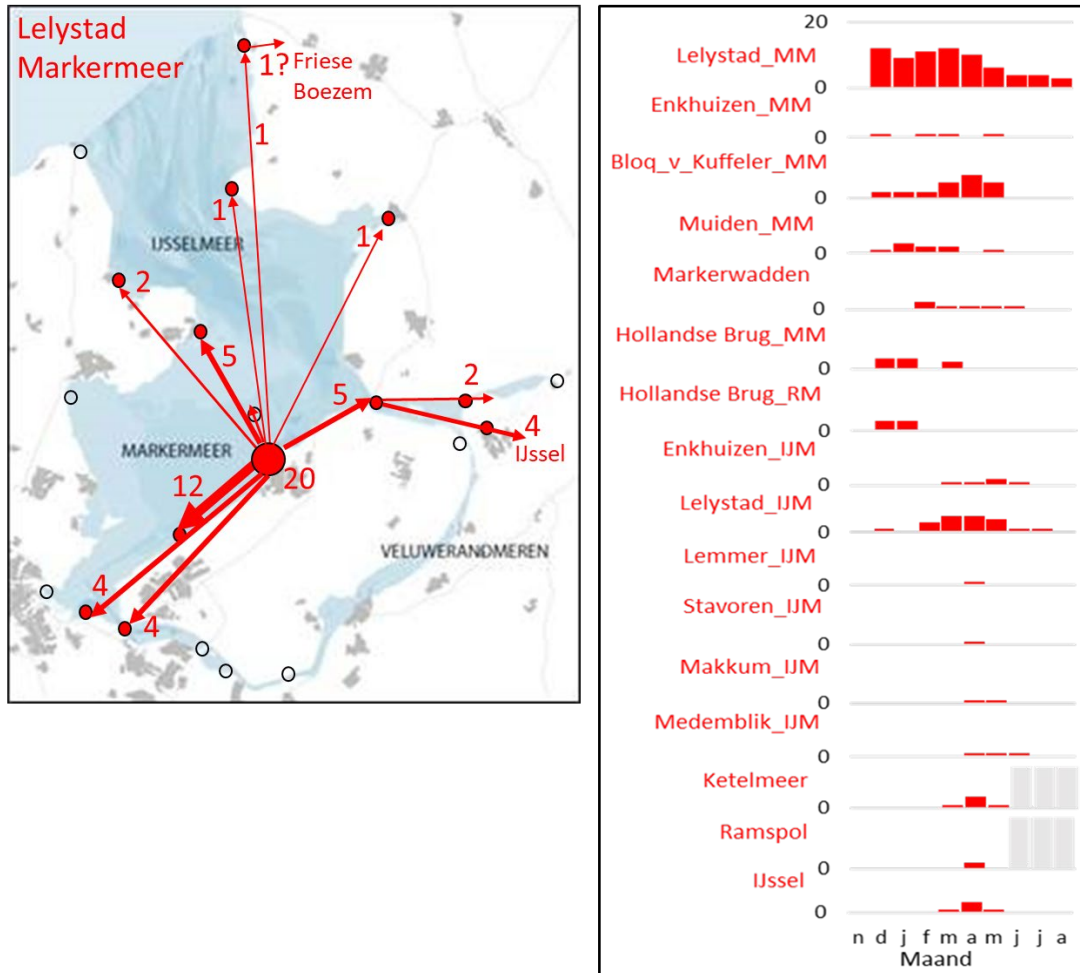 Lelystad
Markermeer
1? Friese
Boezem
1
1
1
IJSSELMEER
2
5
5
2
4
IJssel
MARKERMEER
20
12
VELUWERANDMEREN
4
4
20
Lelystad_MM
0
Enkhuizen_MM
0
Bloq_v_Kuffeler_MM
0
Muiden_MM
0
Markerwadden
0
Hollandse Brug_MM
0
Hollandse Brug_RM
0
Enkhuizen_IJM
0
Lelystad_IJM
0
Lemmer_IJM
0
Stavoren_IJM
0
Makkum_IJM
0
Medemblik_IJM
0
Ketelmeer
0
Ramspol
0
IJssel
0
n d j f m a m j j a
Maand